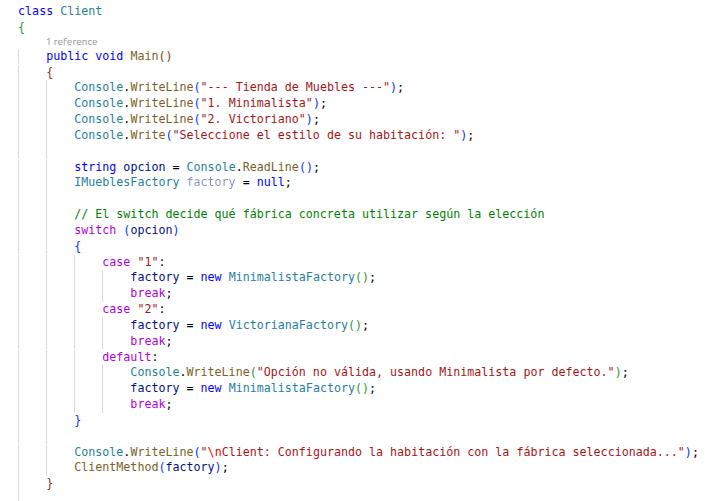 class Client
{
1 reference
public void Main()
{
Console.WriteLine("--- Tienda de Muebles ---");
Console.WriteLine("1. Minimalista");
Console.WriteLine("2. Victoriano");
Console.Write("Seleccione el estilo de su habitación: ");
string opcion = Console.ReadLine();
IMueblesFactory factory = null;
// El switch decide qué fábrica concreta utilizar según la elección
switch (opcion)
{
case "1":
factory = new MinimalistaFactory();
break;
case "2":
factory = new VictorianaFactory();
break;
default:
Console.WriteLine("Opción no válida, usando Minimalista por defecto.");
factory = new MinimalistaFactory();
break;
}
Console.WriteLine("\nClient: Configurando la habitación con la fábrica seleccionada...");
ClientMethod(factory);
}